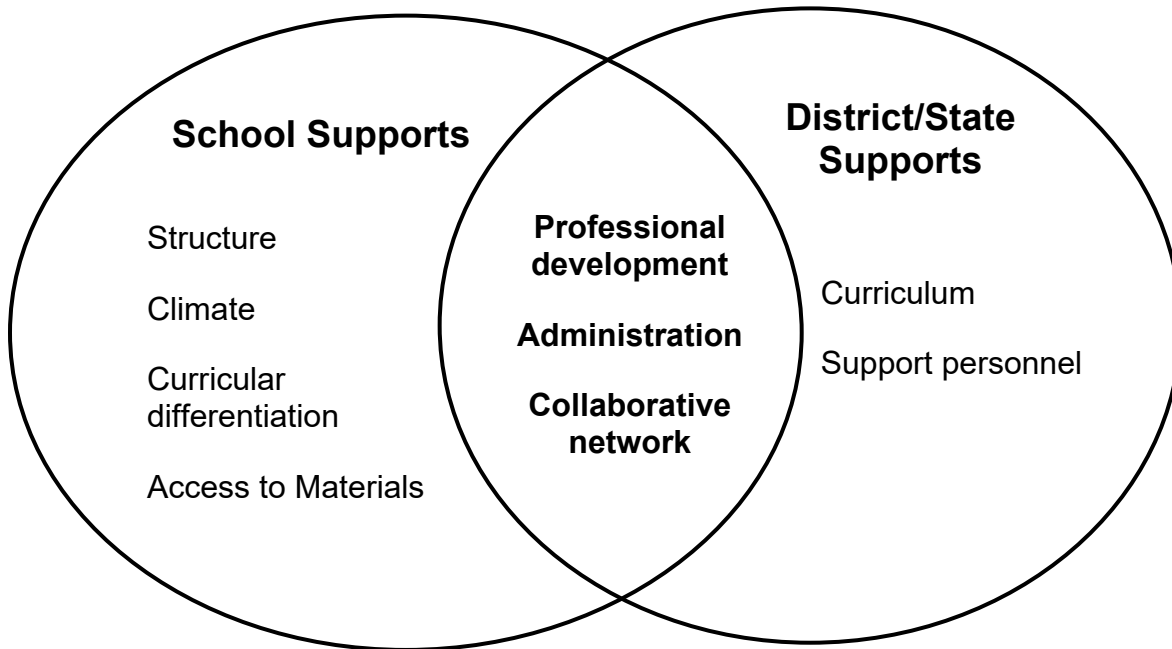 School Supports
Structure
Climate
Curricular
differentiation
Access to Materials
Professional
development
Administration
Collaborative
network
District/State
Supports
Curriculum
Support personnel